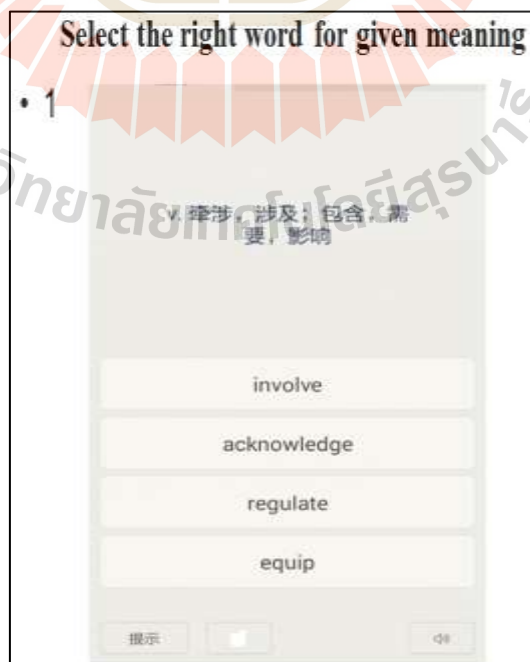 Select the right word for given meaning
• 1
v. 牵涉，涉及；包含，需
要，影响
involve
acknowledge
regulate
equip
提示